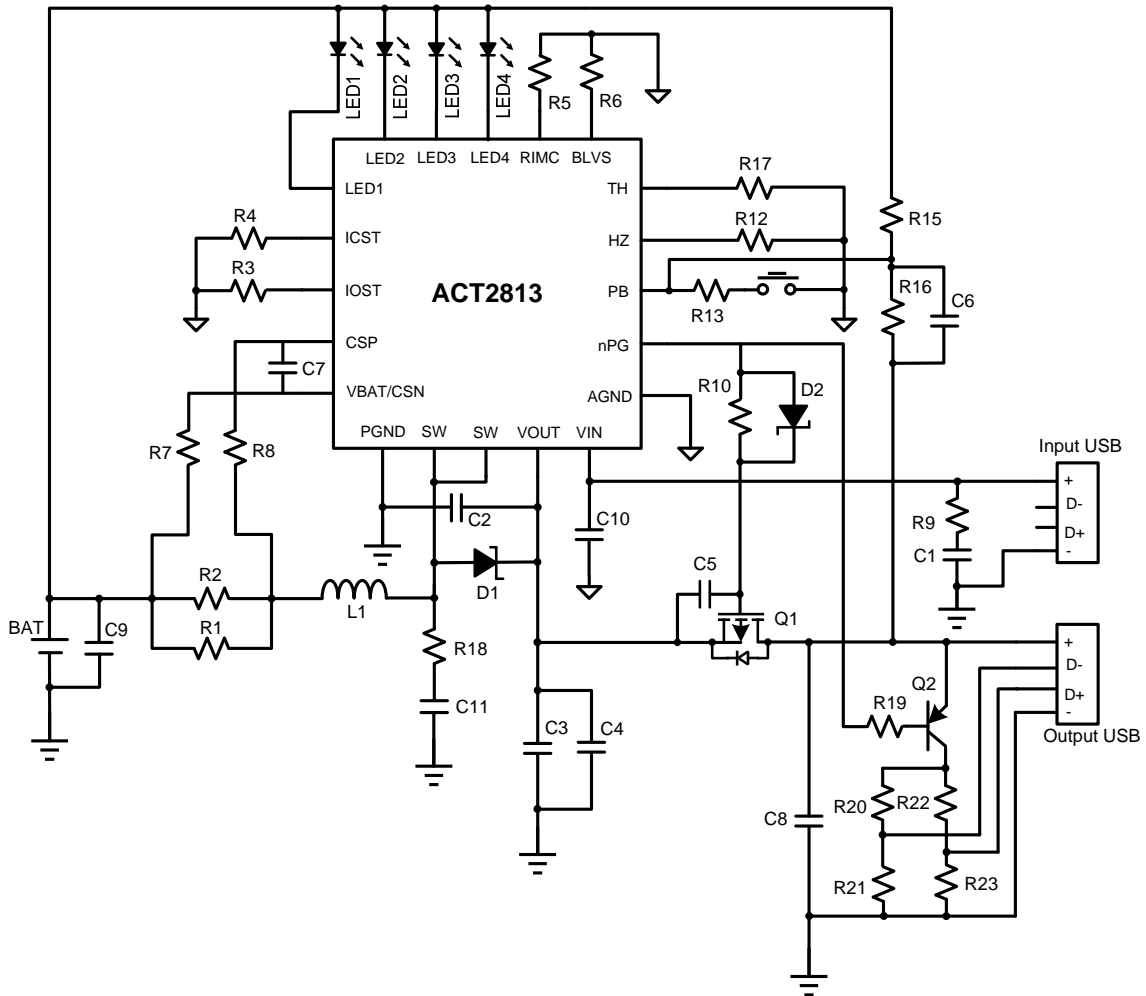 LED1
LED2
LED3
LED4
R5
R6
LED2
LED3
LED4
RIMC
BLVS
LED1
TH
R17
R4
ICST
HZ
R12
R15
R3
IOST
ACT2813
PB
R13
R16
C6
CSP
nPG
C7
VBAT/CSN
R10
D2
AGND
R7
R8
PGND
SW
SW
VOUT
VIN
Input USB
+
D-
D+
-
C2
C10
R9
C1
R2
L1
D1
C5
Q1
BAT
C9
R1
R18
+
D-
D+
-
Output USB
Q2
R19
C11
C3
C4
C8
R20
R22
R21
R23